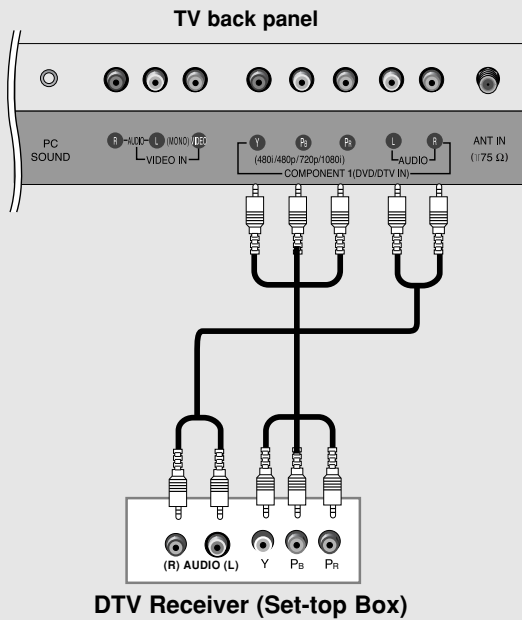 TV back panel
PC SOUND
R AUDIO L (MONO) VIDEO
VIDEO IN
Y PB PR
(480i/480p/720p/1080i)
L R
AUDIO
COMPONENT 1(DVD/DTV IN)
ANT IN
75 Ω)
(R) AUDIO (L) Y PB PR
DTV Receiver (Set-top Box)